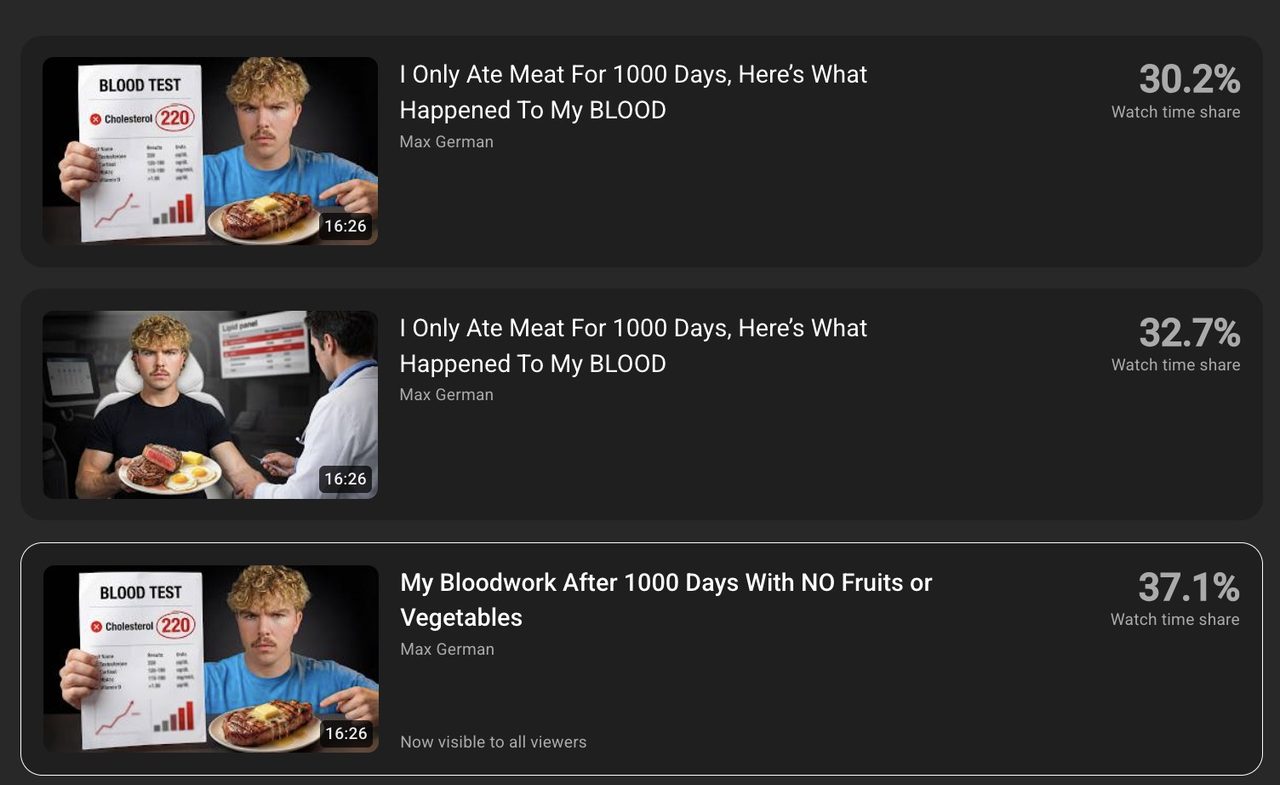 BLOOD TEST
Cholesterol 220
16:26
I Only Ate Meat For 1000 Days, Here’s What
Happened To My BLOOD
Max German
30.2%
Watch time share
Lipid panel
16:26
I Only Ate Meat For 1000 Days, Here’s What
Happened To My BLOOD
Max German
32.7%
Watch time share
BLOOD TEST
Cholesterol 220
16:26
My Bloodwork After 1000 Days With NO Fruits or
Vegetables
Max German
Now visible to all viewers
37.1%
Watch time share